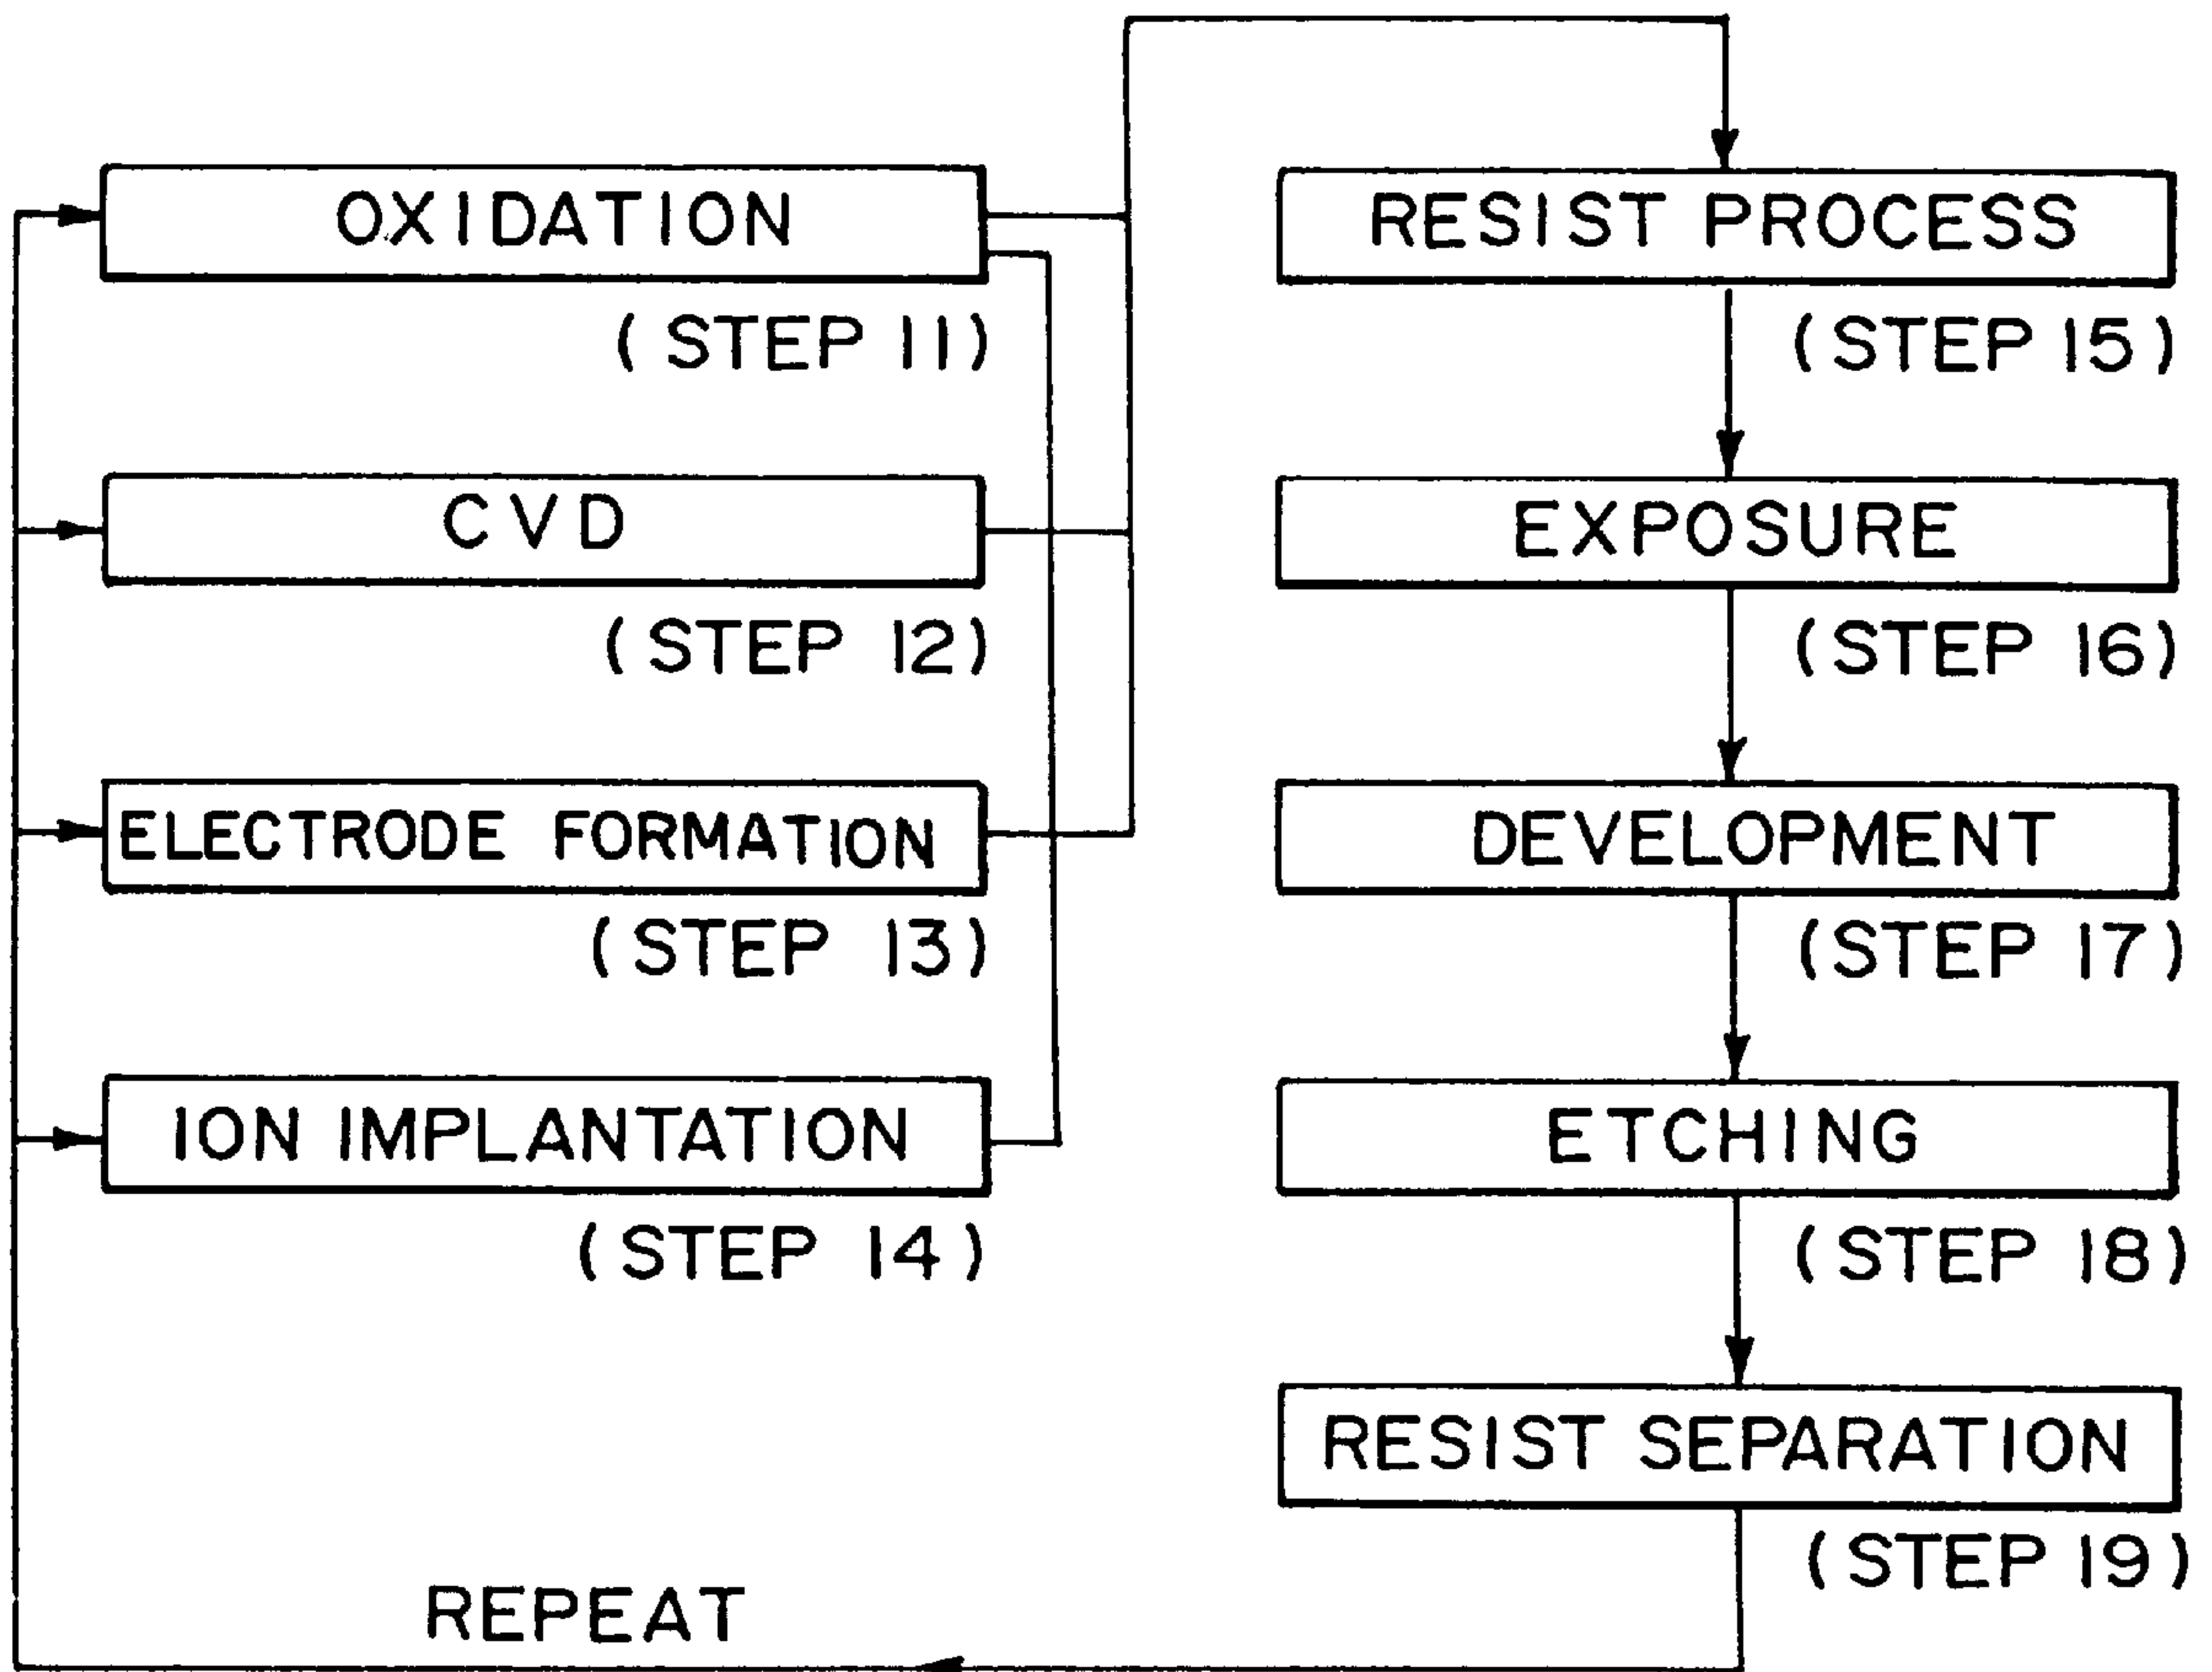 OXIDATION
(STEP 11)
CVD
(STEP 12)
ELECTRODE FORMATION
(STEP 13)
ION IMPLANTATION
(STEP 14)
RESIST PROCESS
(STEP 15)
EXPOSURE
(STEP 16)
DEVELOPMENT
(STEP 17)
ETCHING
(STEP 18)
RESIST SEPARATION
(STEP 19)
REPEAT